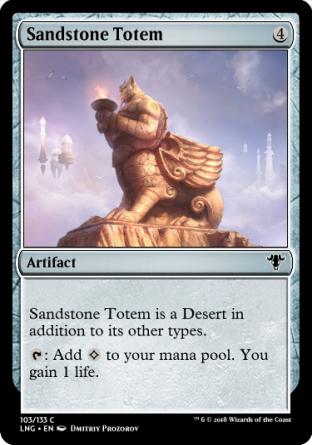 Sandstone Totem 4
Artifact
Sandstone Totem is a Desert in
addition to its other types.
: Add to your mana pool. You
gain 1 life.
103/133 C
LNG • EN Dmitriy Prozorov
™ & © 2018 Wizards of the Coast